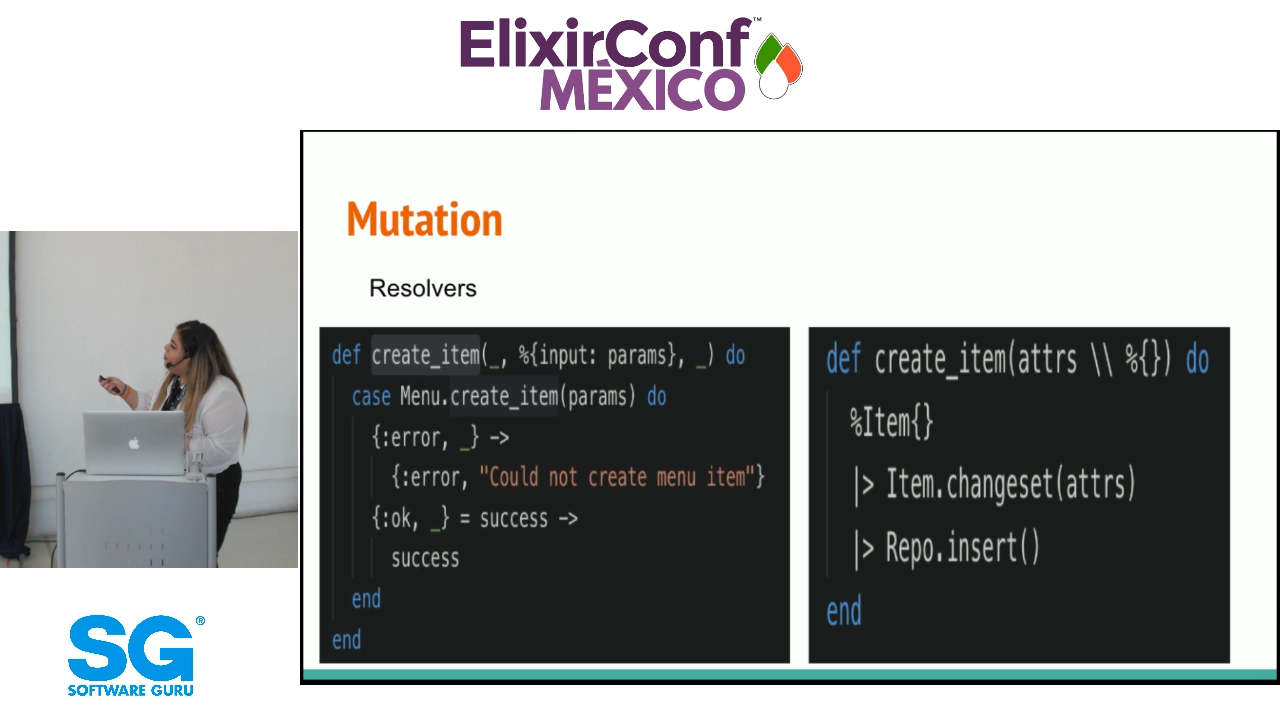 ElixirConf™
MÉXICO
Mutation
Resolvers
def create_item(_, %{input: params}, _) do
case Menu.create_item(params) do
{:error, _} ->
{:error, "Could not create menu item"}
{:ok, _} = success ->
success
end
end
def create_item(attrs \\ %{}) do
%Item{}
|> Item.changeset(attrs)
|> Repo.insert()
end
SG®
SOFTWARE GURU